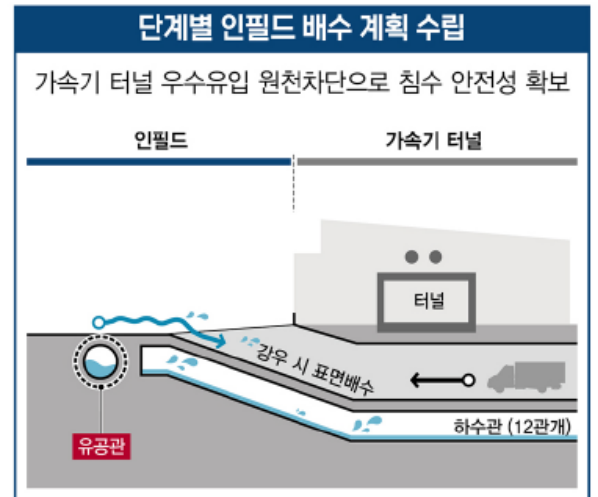 단계별 인필드 배수 계획 수립
가속기 터널 우수유입 원천차단으로 침수 안전성 확보
인필드
가속기 터널
터널
강우 시 표면배수
하수관 (12관개)
유공관